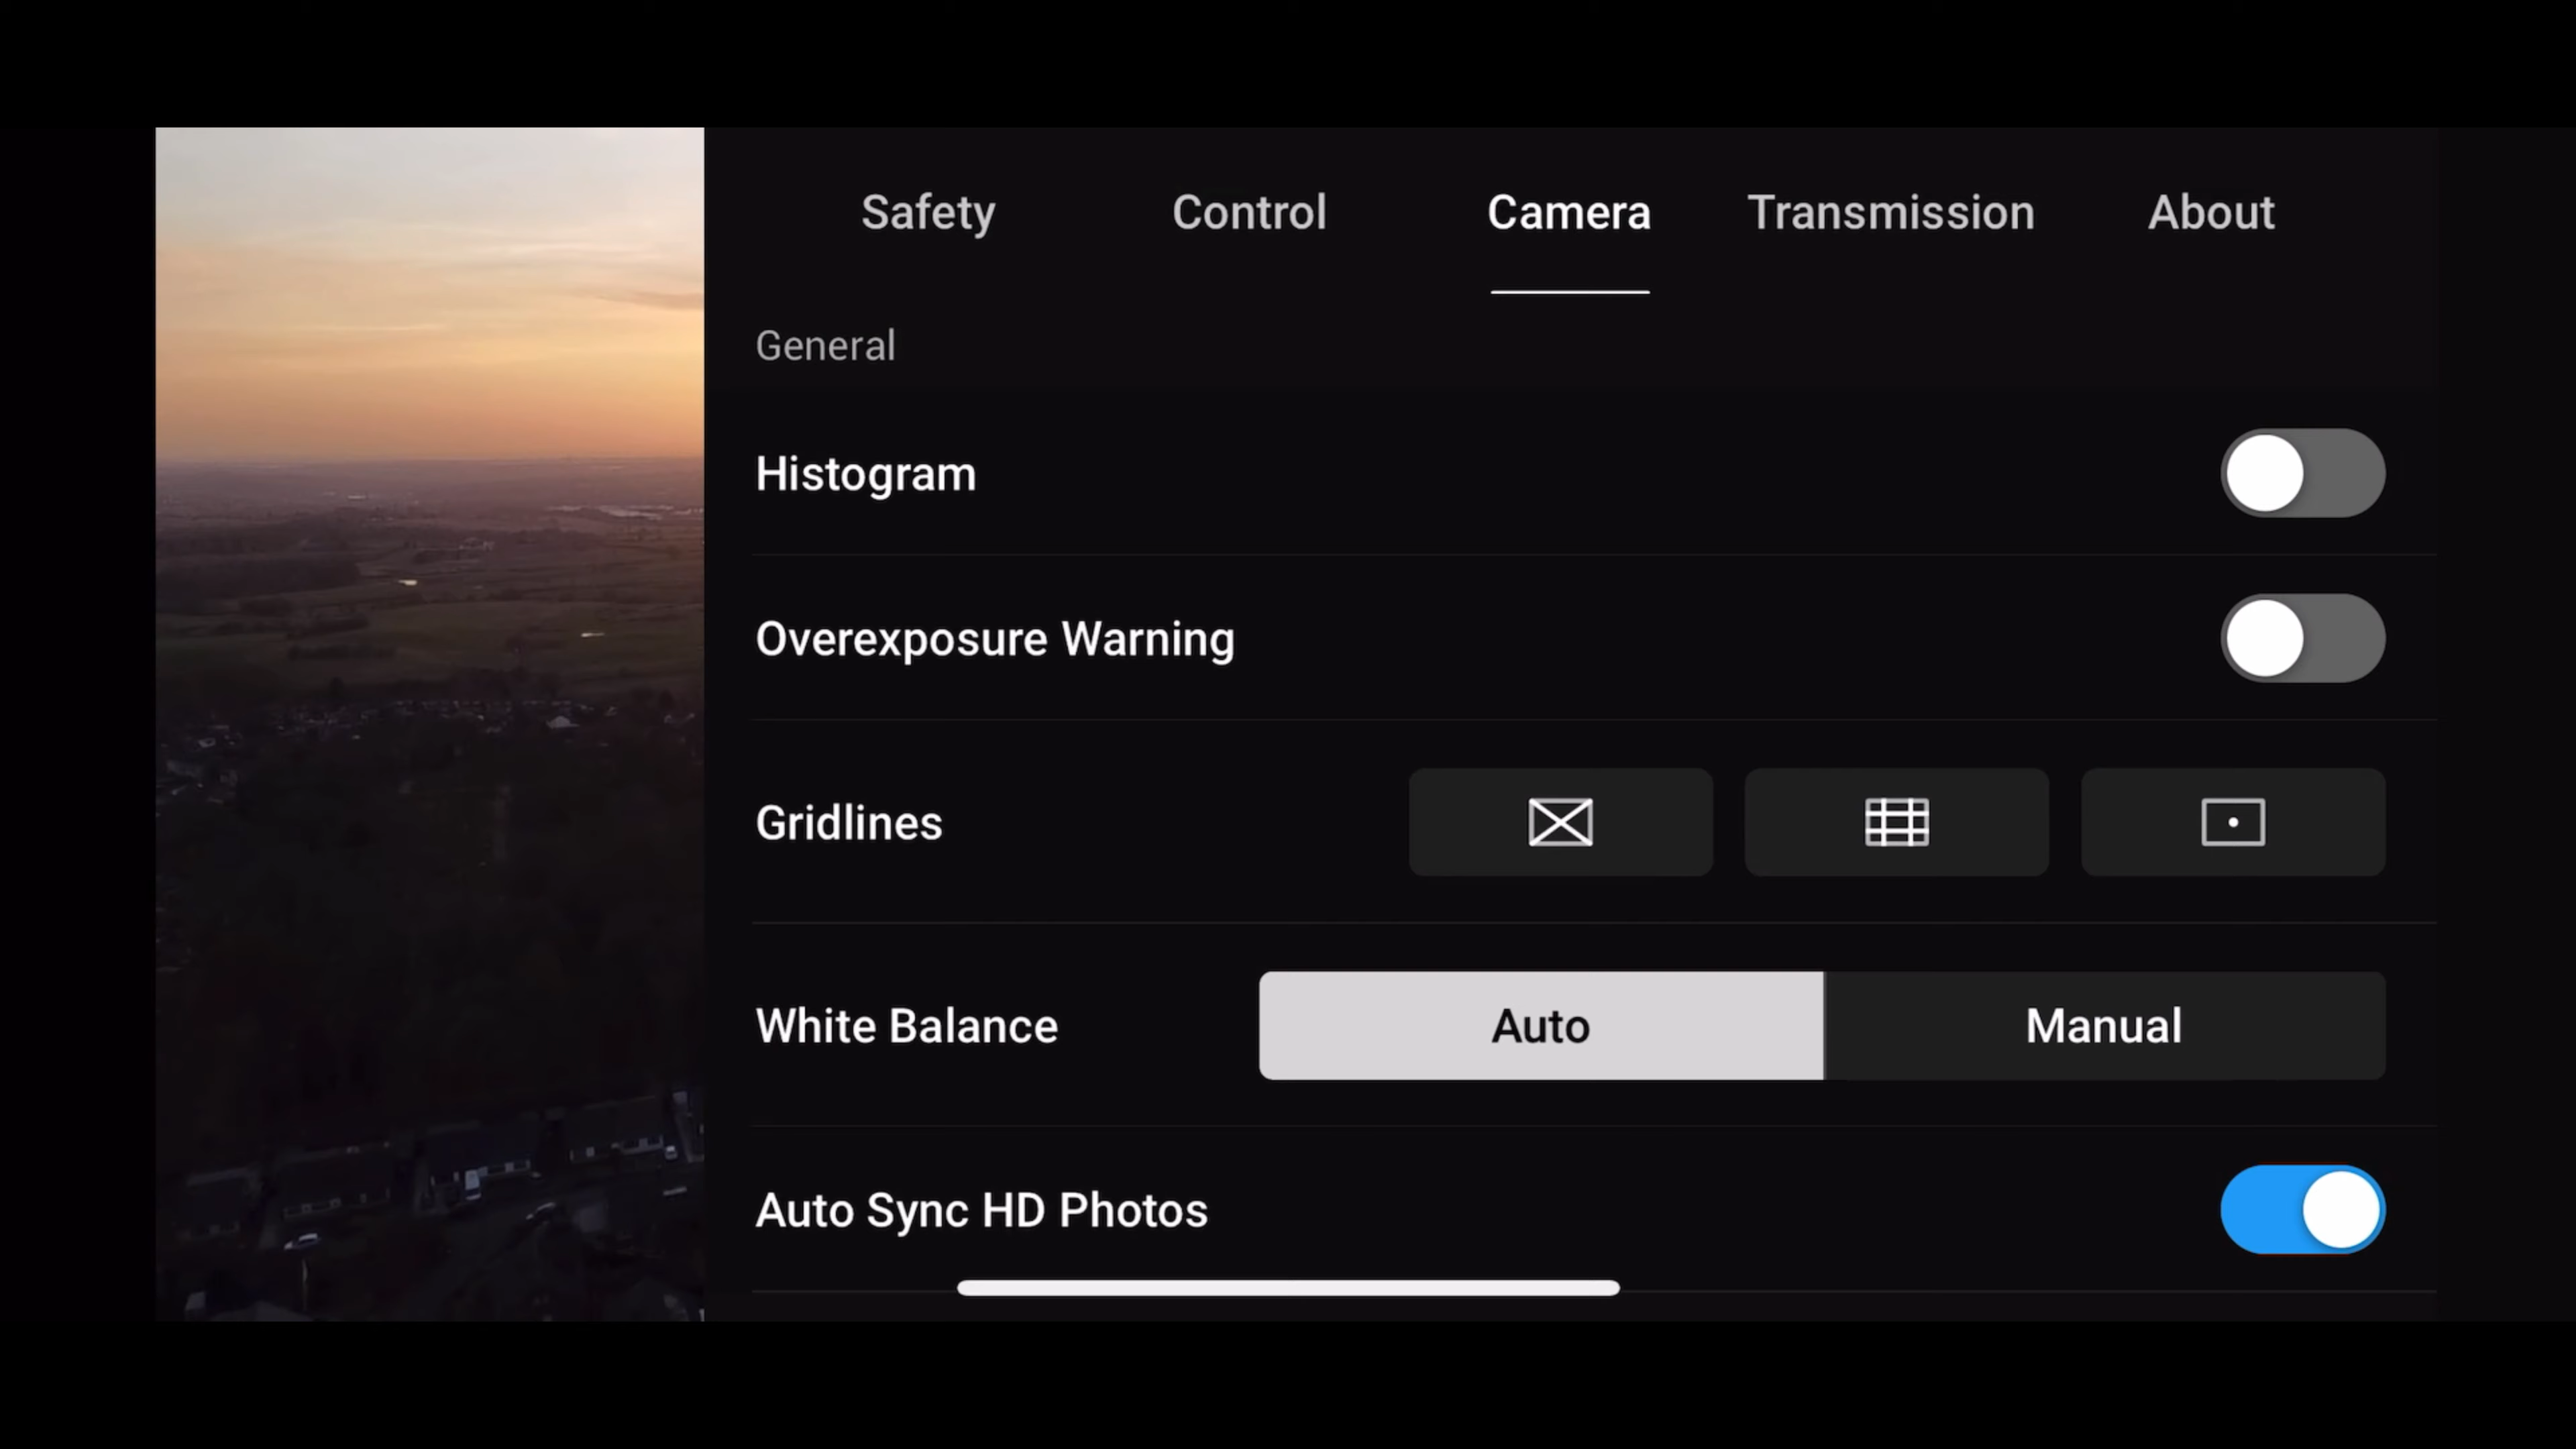 Safety Control Camera Transmission About
General
Histogram
Overexposure Warning
Gridlines
White Balance Auto Manual
Auto Sync HD Photos